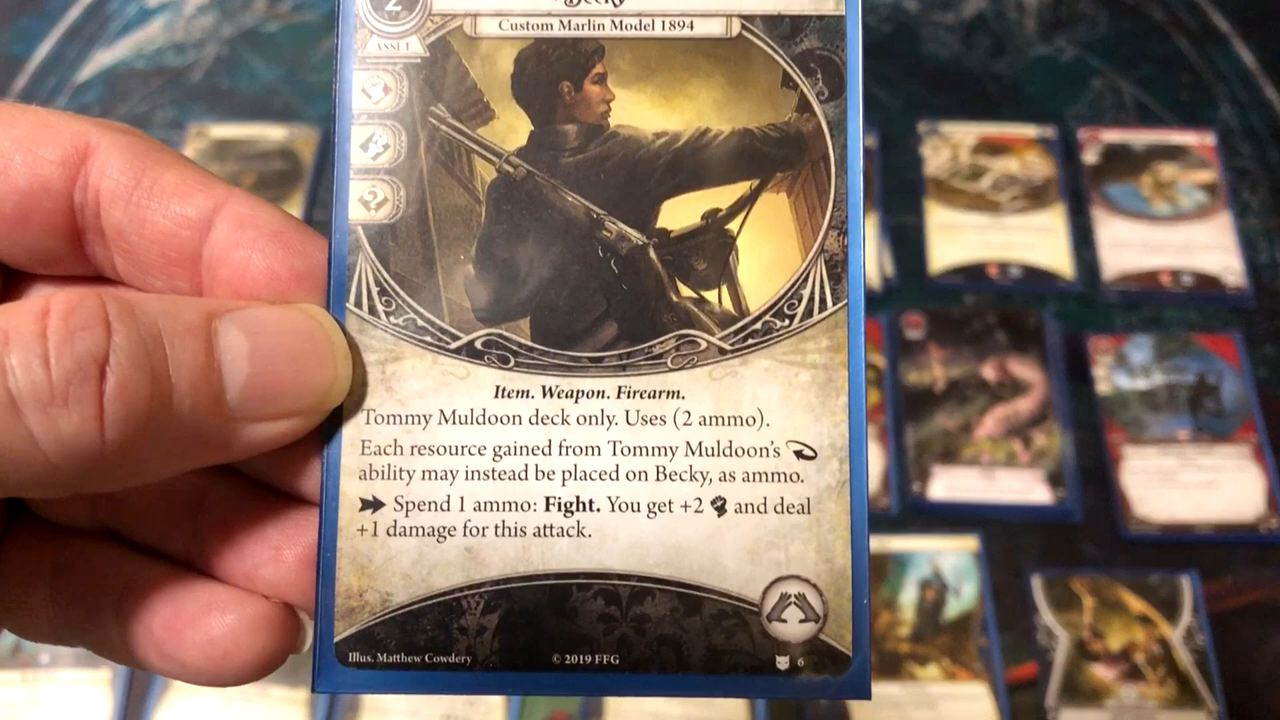 2
Becky
Custom Marlin Model 1894
ASSET
Item. Weapon. Firearm.
Tommy Muldoon deck only. Uses (2 ammo).
Each resource gained from Tommy Muldoon's
ability may instead be placed on Becky, as ammo.
Spend 1 ammo: Fight. You get +2 and deal
+1 damage for this attack.
Illus. Matthew Cowdery © 2019 FFG 6